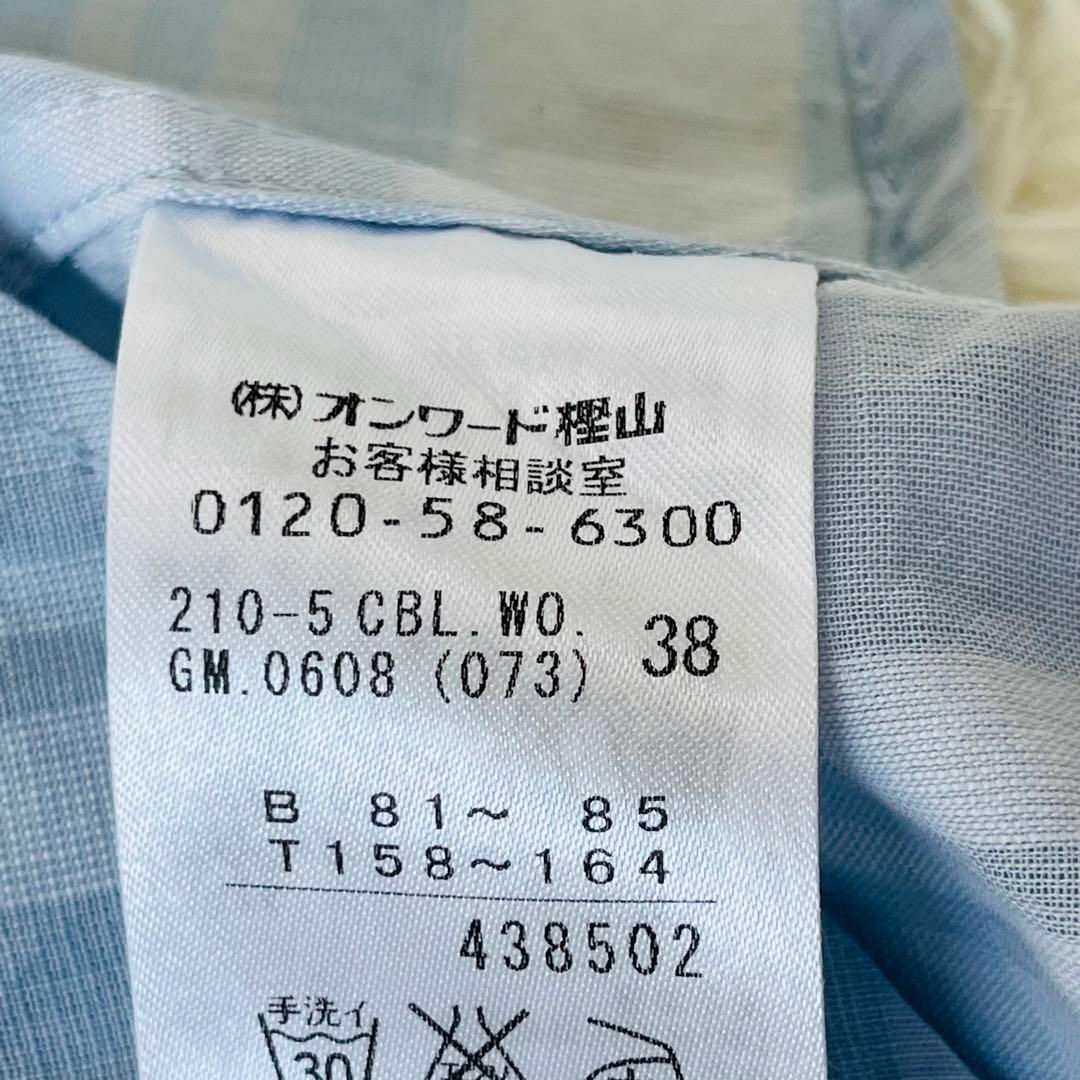 (株)オンワード樫山
お客様相談室
0120-58-6300
210-5 CBL.WO. 38
GM.0608 (073)
B 81～ 85
T158～164
438502
手洗イ
30